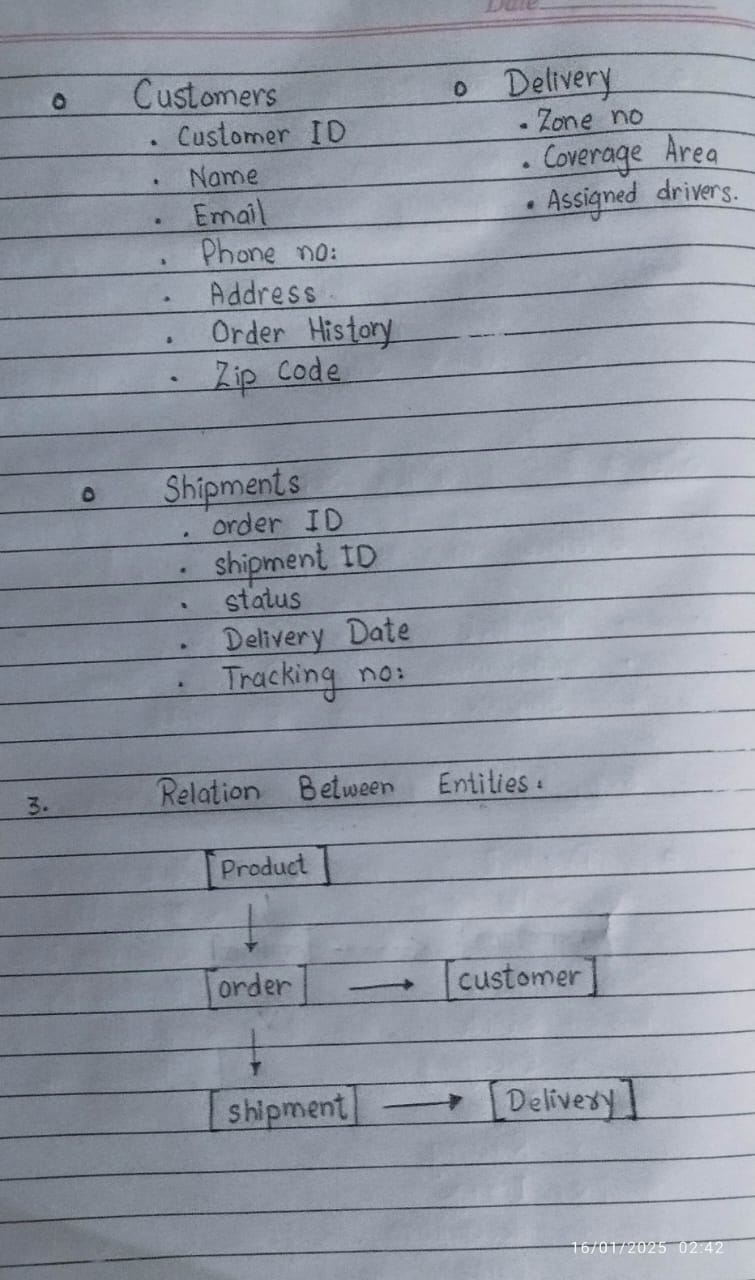 Date
Customers
. Customer ID
. Name
. Email
. Phone no:
. Address
. Order History
. Zip Code
Delivery
. Zone no
. Coverage Area
. Assigned drivers.
Shipments
. order ID
. shipment ID
. status
. Delivery Date
. Tracking no:
3. Relation Between Entities.
[Product]
↓
[order] → [customer]
↓
[shipment] → [Delivery]
16/01/2025 02:42